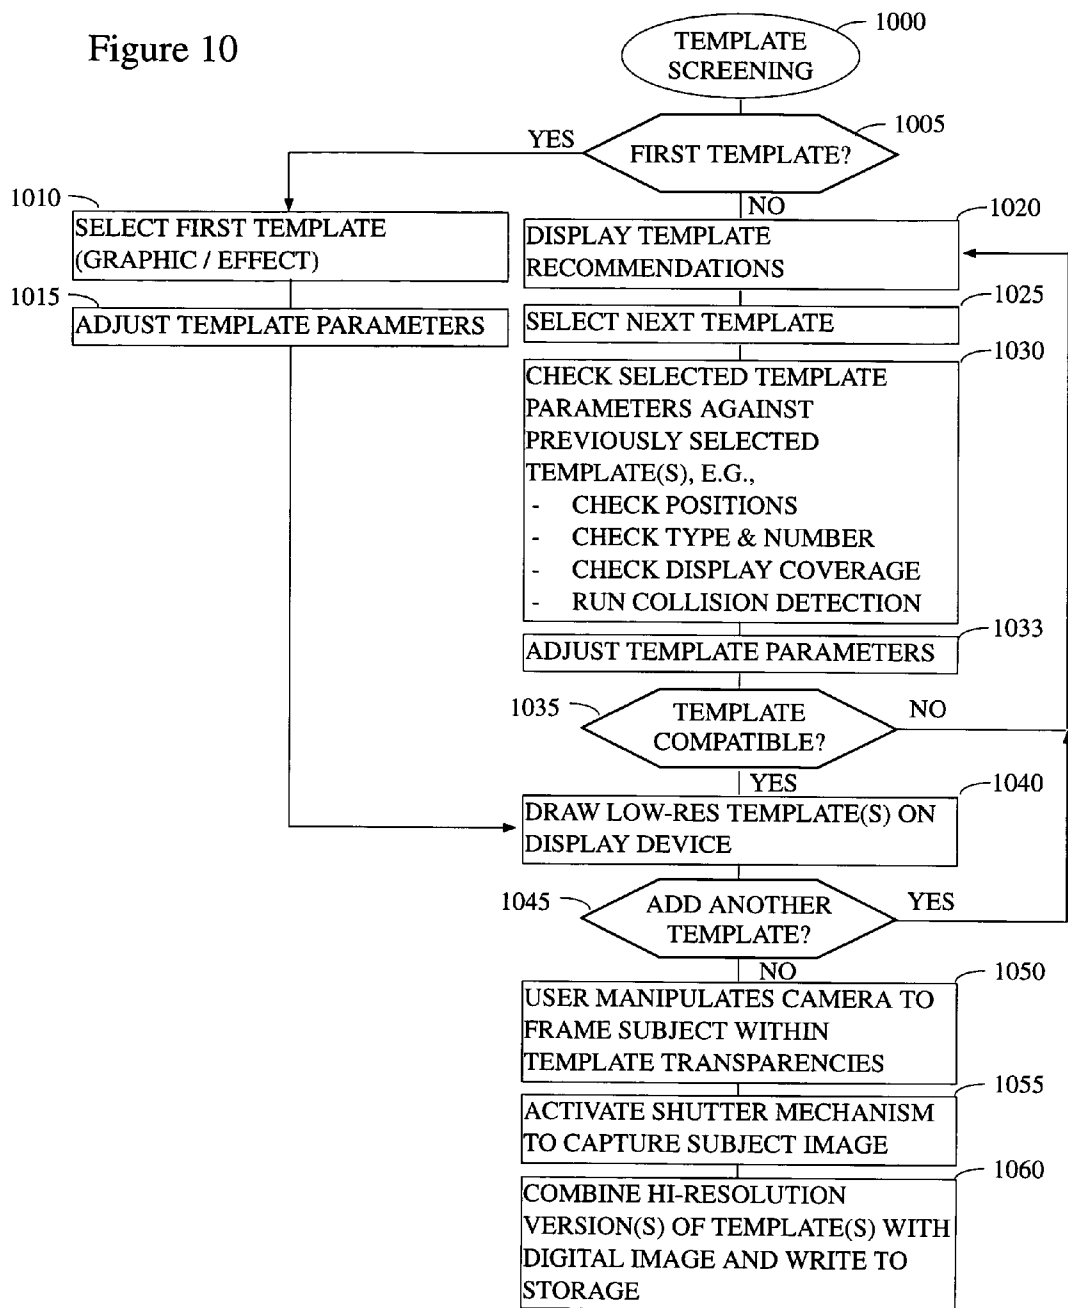 Figure 10
1000
TEMPLATE
SCREENING
1005
YES
FIRST TEMPLATE?
NO
1010
SELECT FIRST TEMPLATE
(GRAPHIC / EFFECT)
1015
ADJUST TEMPLATE PARAMETERS
1020
DISPLAY TEMPLATE
RECOMMENDATIONS
1025
SELECT NEXT TEMPLATE
1030
CHECK SELECTED TEMPLATE
PARAMETERS AGAINST
PREVIOUSLY SELECTED
TEMPLATE(S), E.G.,
- CHECK POSITIONS
- CHECK TYPE & NUMBER
- CHECK DISPLAY COVERAGE
- RUN COLLISION DETECTION
1033
ADJUST TEMPLATE PARAMETERS
1035
TEMPLATE
COMPATIBLE?
NO
YES
1040
DRAW LOW-RES TEMPLATE(S) ON
DISPLAY DEVICE
1045
ADD ANOTHER
TEMPLATE?
YES
NO
1050
USER MANIPULATES CAMERA TO
FRAME SUBJECT WITHIN
TEMPLATE TRANSPARENCIES
1055
ACTIVATE SHUTTER MECHANISM
TO CAPTURE SUBJECT IMAGE
1060
COMBINE HI-RESOLUTION
VERSION(S) OF TEMPLATE(S) WITH
DIGITAL IMAGE AND WRITE TO
STORAGE